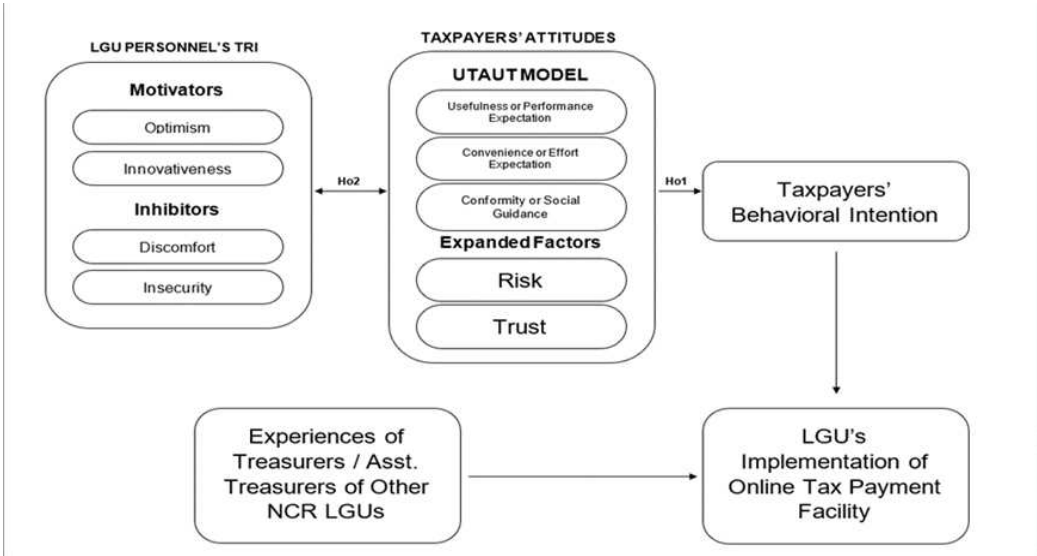 LGU PERSONNEL'S TRI
Motivators
Optimism
Innovativeness
Inhibitors
Discomfort
Insecurity
Ho2
TAXPAYERS' ATTITUDES
UTAUT MODEL
Usefulness or Performance
Expectation
Convenience or Effort
Expectation
Conformity or Social
Guidance
Expanded Factors
Risk
Trust
Ho1
Taxpayers'
Behavioral Intention
Experiences of
Treasurers / Asst.
Treasurers of Other
NCR LGUs
LGU's
Implementation of
Online Tax Payment
Facility